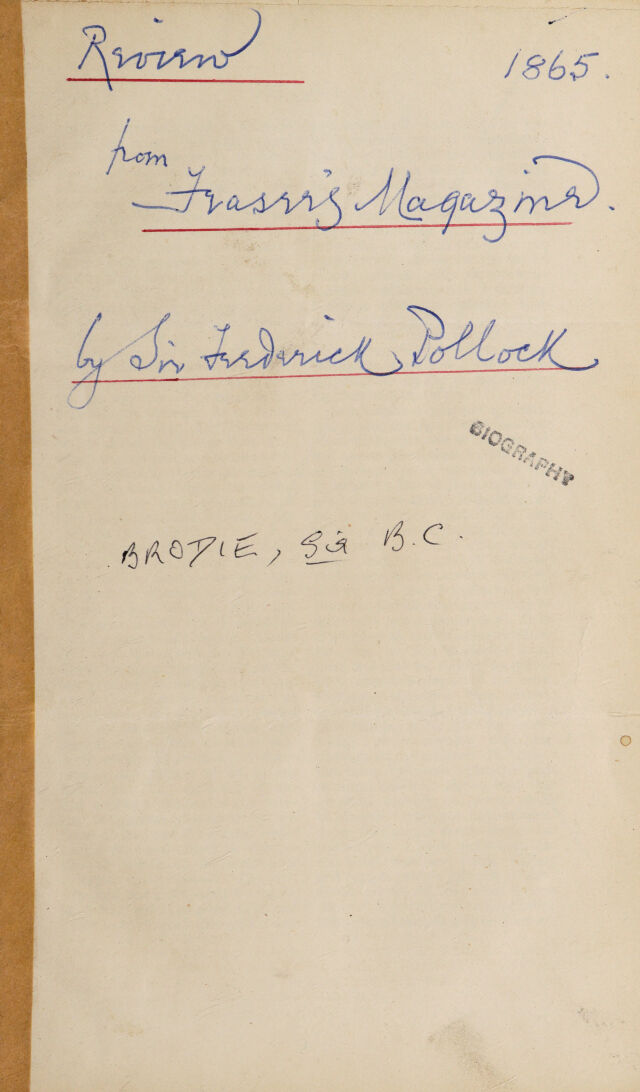 Review 1865.
from
Fraser's Magazine.
by Sir Frederick Pollock
BIOGRAPHY
BRODIE, Sir B.C.